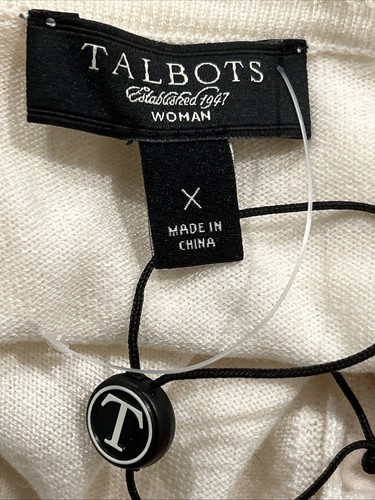 TALBOTS
Established 1947
WOMAN
X
MADE IN
CHINA
T